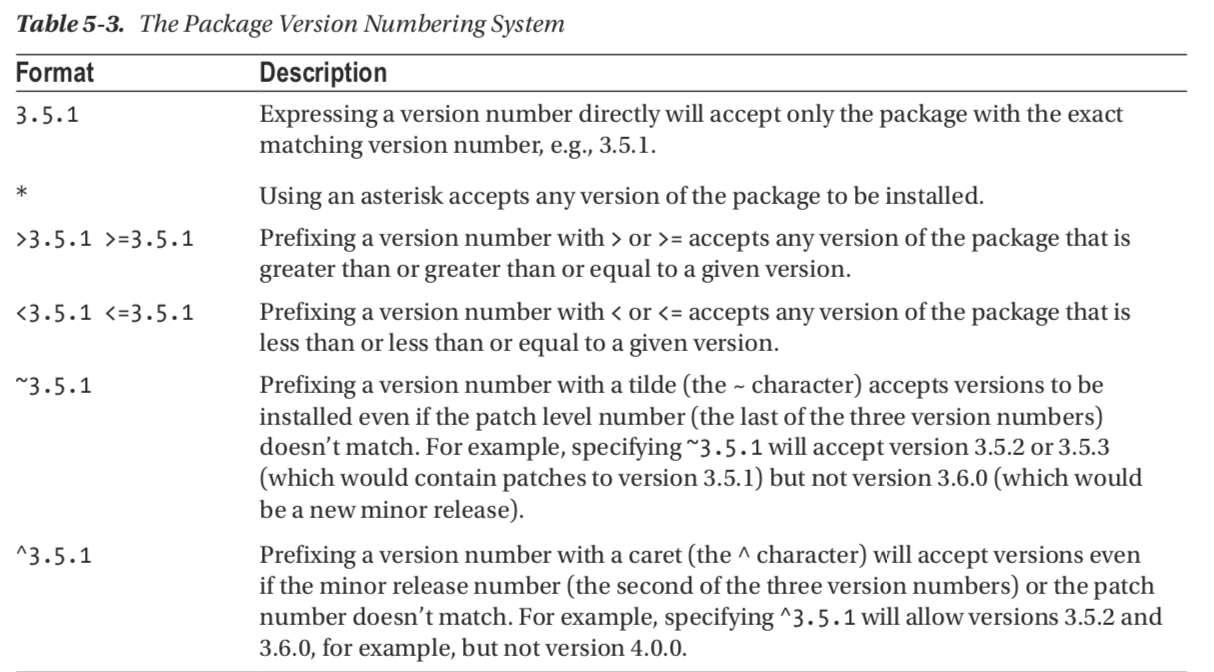 Table 5-3. The Package Version Numbering System
Format Description
3.5.1 Expressing a version number directly will accept only the package with the exact
matching version number, e.g., 3.5.1.
* Using an asterisk accepts any version of the package to be installed.
>3.5.1 >=3.5.1 Prefixing a version number with > or >= accepts any version of the package that is
greater than or greater than or equal to a given version.
<3.5.1 <=3.5.1 Prefixing a version number with < or <= accepts any version of the package that is
less than or less than or equal to a given version.
~3.5.1 Prefixing a version number with a tilde (the ~ character) accepts versions to be
installed even if the patch level number (the last of the three version numbers)
doesn't match. For example, specifying ~3.5.1 will accept version 3.5.2 or 3.5.3
(which would contain patches to version 3.5.1) but not version 3.6.0 (which would
be a new minor release).
^3.5.1 Prefixing a version number with a caret (the ^ character) will accept versions even
if the minor release number (the second of the three version numbers) or the patch
number doesn't match. For example, specifying ^3.5.1 will allow versions 3.5.2 and
3.6.0, for example, but not version 4.0.0.